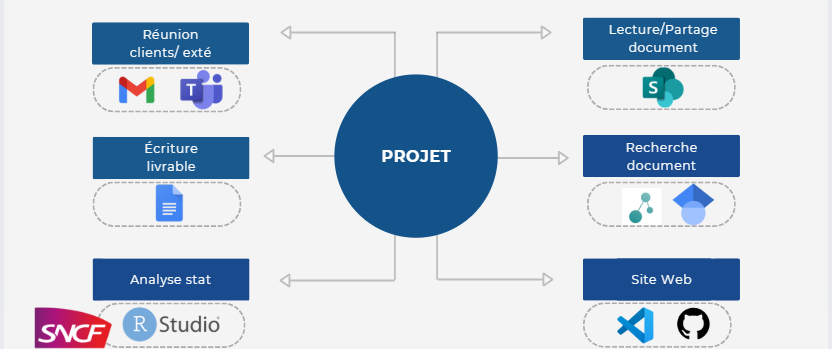 Réunion
clients/ exté
T
Écriture
livrable
Analyse stat
SNCF
R Studio
PROJET
Lecture/Partage
document
S
Recherche
document
Site Web